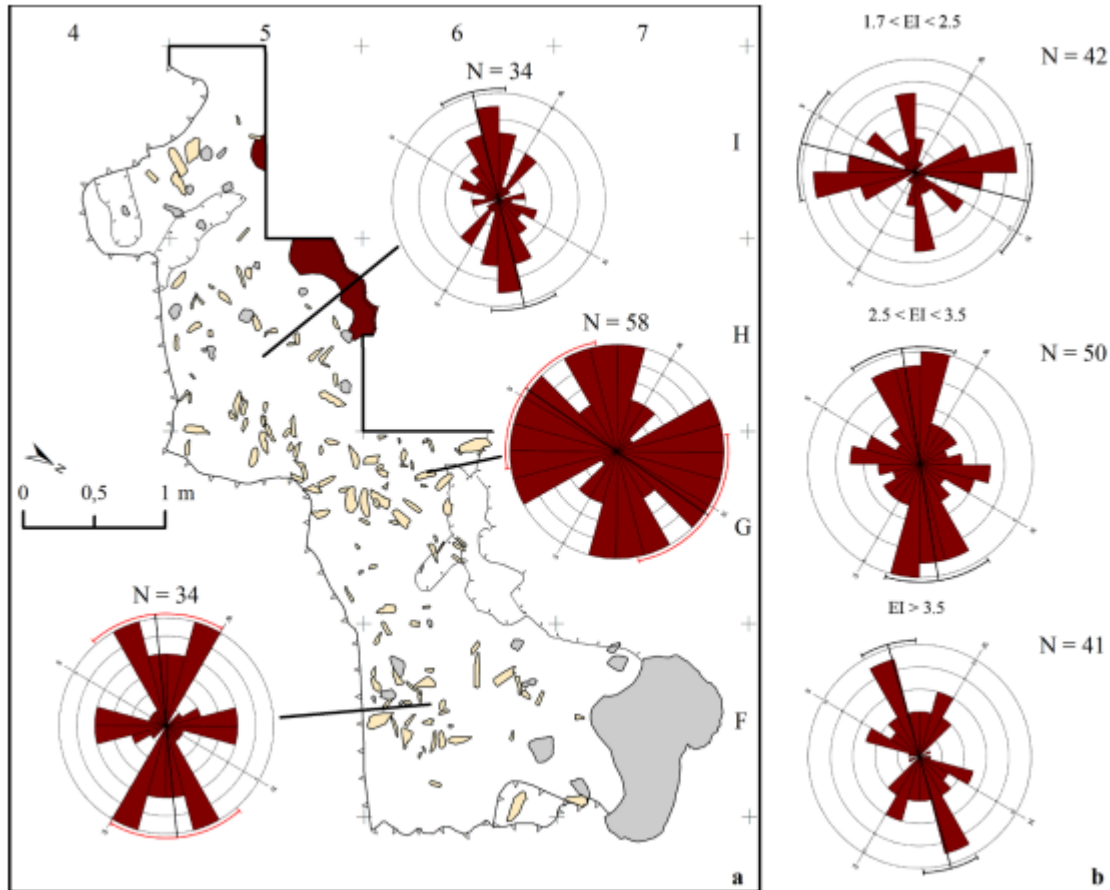 4 5 6 7
N = 34
I
H
N = 58
G
N
0 0,5 1 m
N = 34
F
a
1.7 < EI < 2.5
N = 42
2.5 < EI < 3.5
N = 50
EI > 3.5
N = 41
b